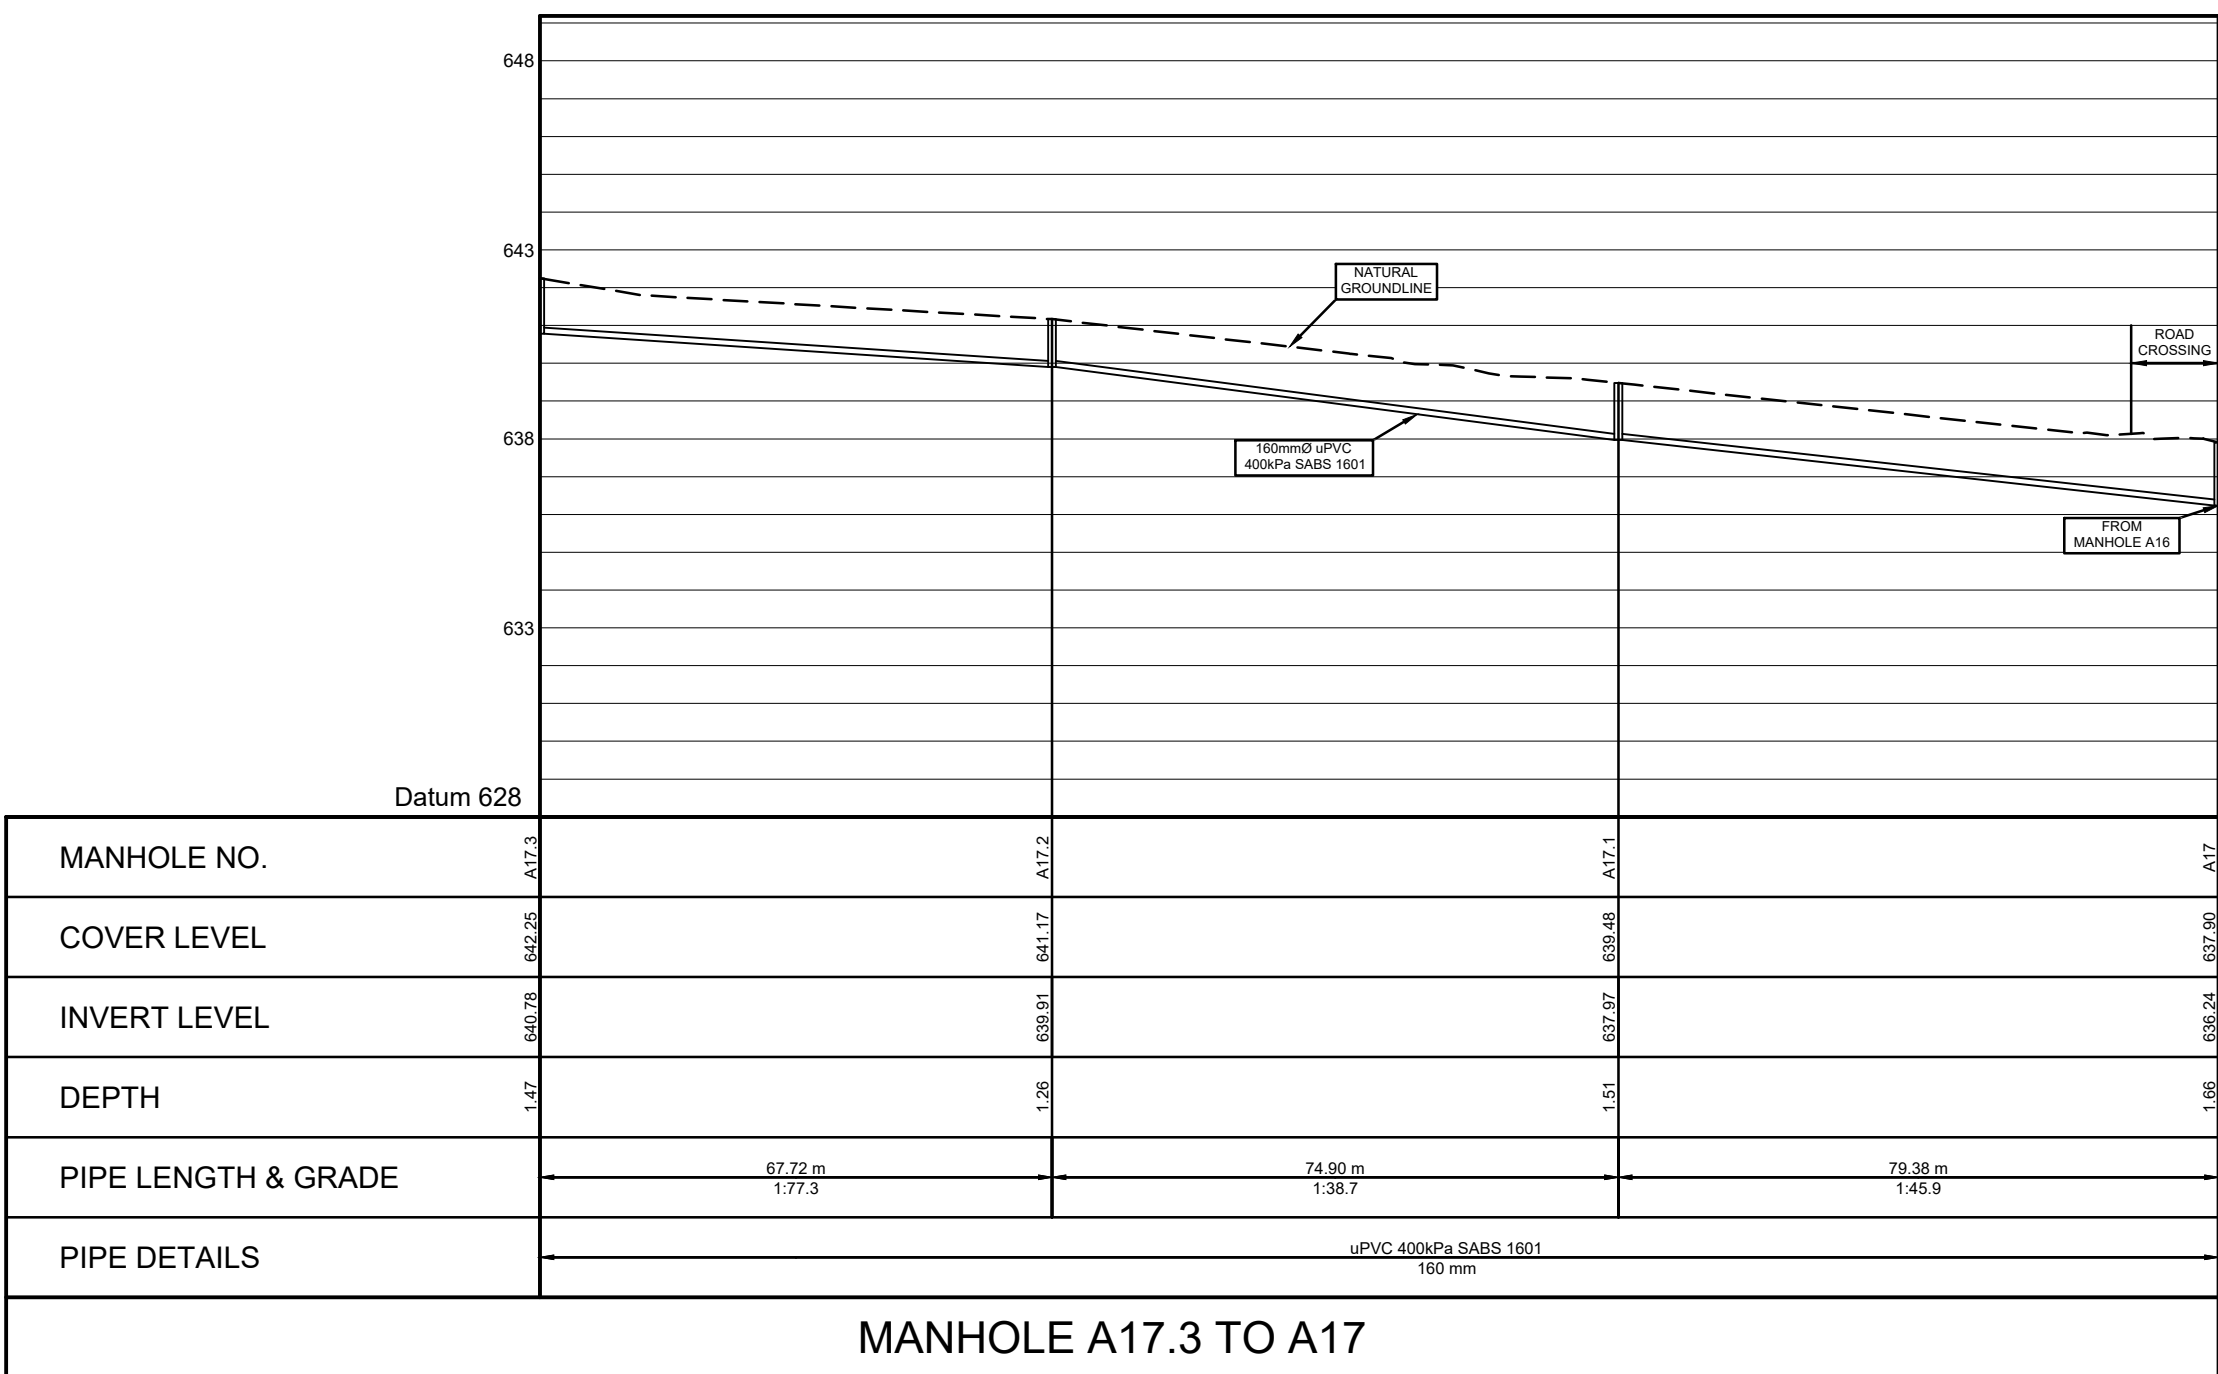 648
643
NATURAL
GROUNDLINE
ROAD
CROSSING
638
160mmØ uPVC
400kPa SABS 1601
FROM
MANHOLE A16
633
Datum 628
MANHOLE NO.
A17.3
A17.2
A17.1
A17
COVER LEVEL
642.25
641.17
639.48
637.90
INVERT LEVEL
640.78
639.91
637.97
636.24
DEPTH
1.47
1.26
1.51
1.66
PIPE LENGTH & GRADE
67.72 m
1:77.3
74.90 m
1:38.7
79.38 m
1:45.9
PIPE DETAILS
uPVC 400kPa SABS 1601
160 mm
MANHOLE A17.3 TO A17